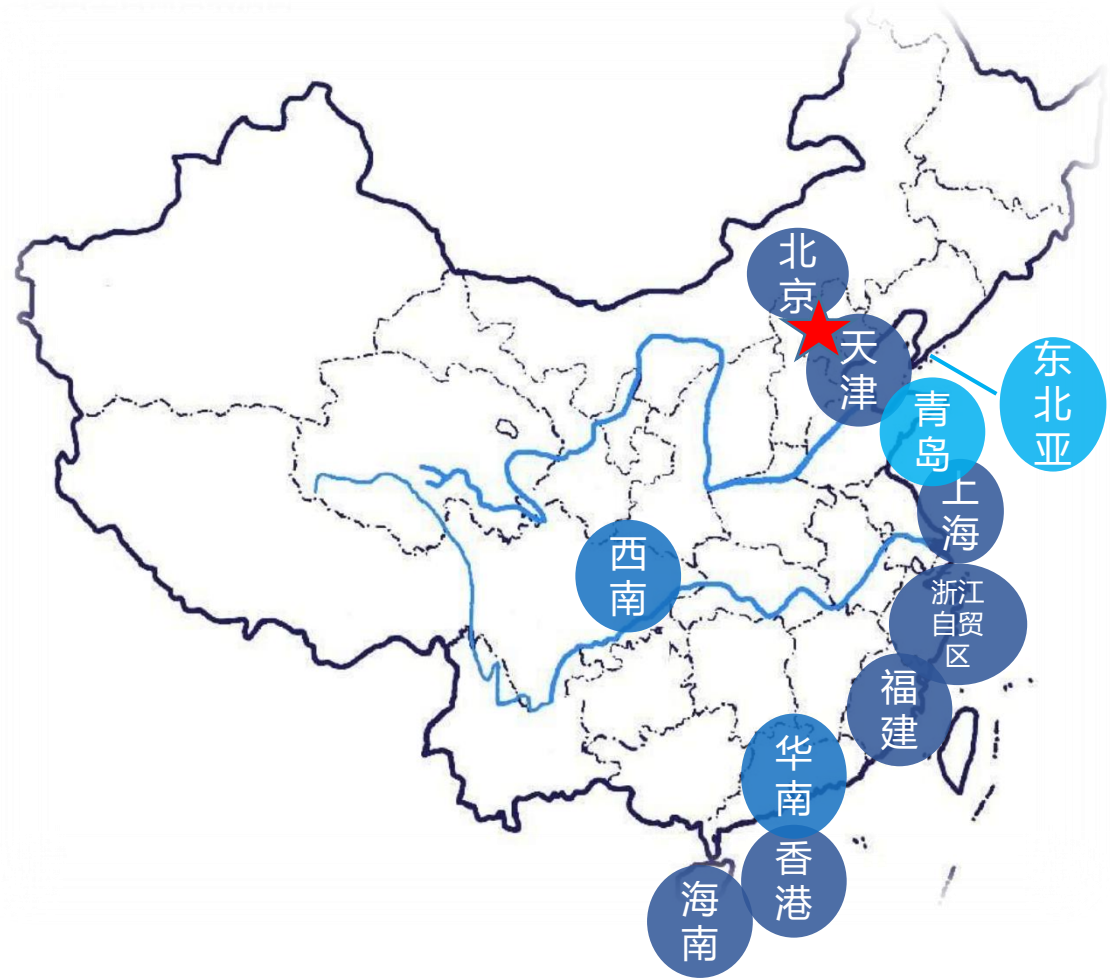 北
京
天
津
东
北
亚
青
岛
上
海
西
南
浙江
自贸
区
福
建
华
南
香
港
海
南